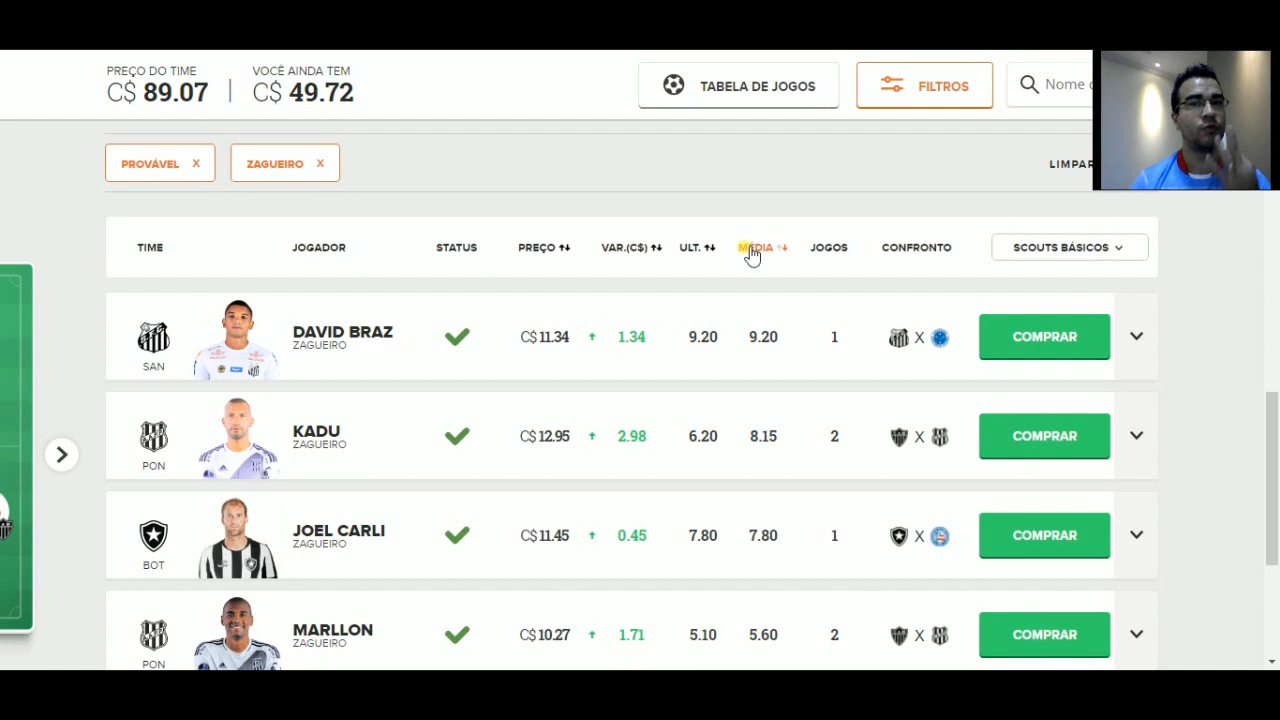 PREÇO DO TIME
C$ 89.07
VOCÊ AINDA TEM
C$ 49.72
TABELA DE JOGOS
FILTROS
Nome
PROVÁVEL X
ZAGUEIRO X
LIMPAR
TIME JOGADOR STATUS PREÇO VAR.(C$) ULT. MÉDIA JOGOS CONFRONTO SCOUTS BÁSICOS
SAN
DAVID BRAZ
ZAGUEIRO
C$ 11.34 1.34 9.20 9.20 1 X COMPRAR
PON
KADU
ZAGUEIRO
C$ 12.95 2.98 6.20 8.15 2 X COMPRAR
BOT
JOEL CARLI
ZAGUEIRO
C$ 11.45 0.45 7.80 7.80 1 X COMPRAR
PON
MARLLON
ZAGUEIRO
C$ 10.27 1.71 5.10 5.60 2 X COMPRAR